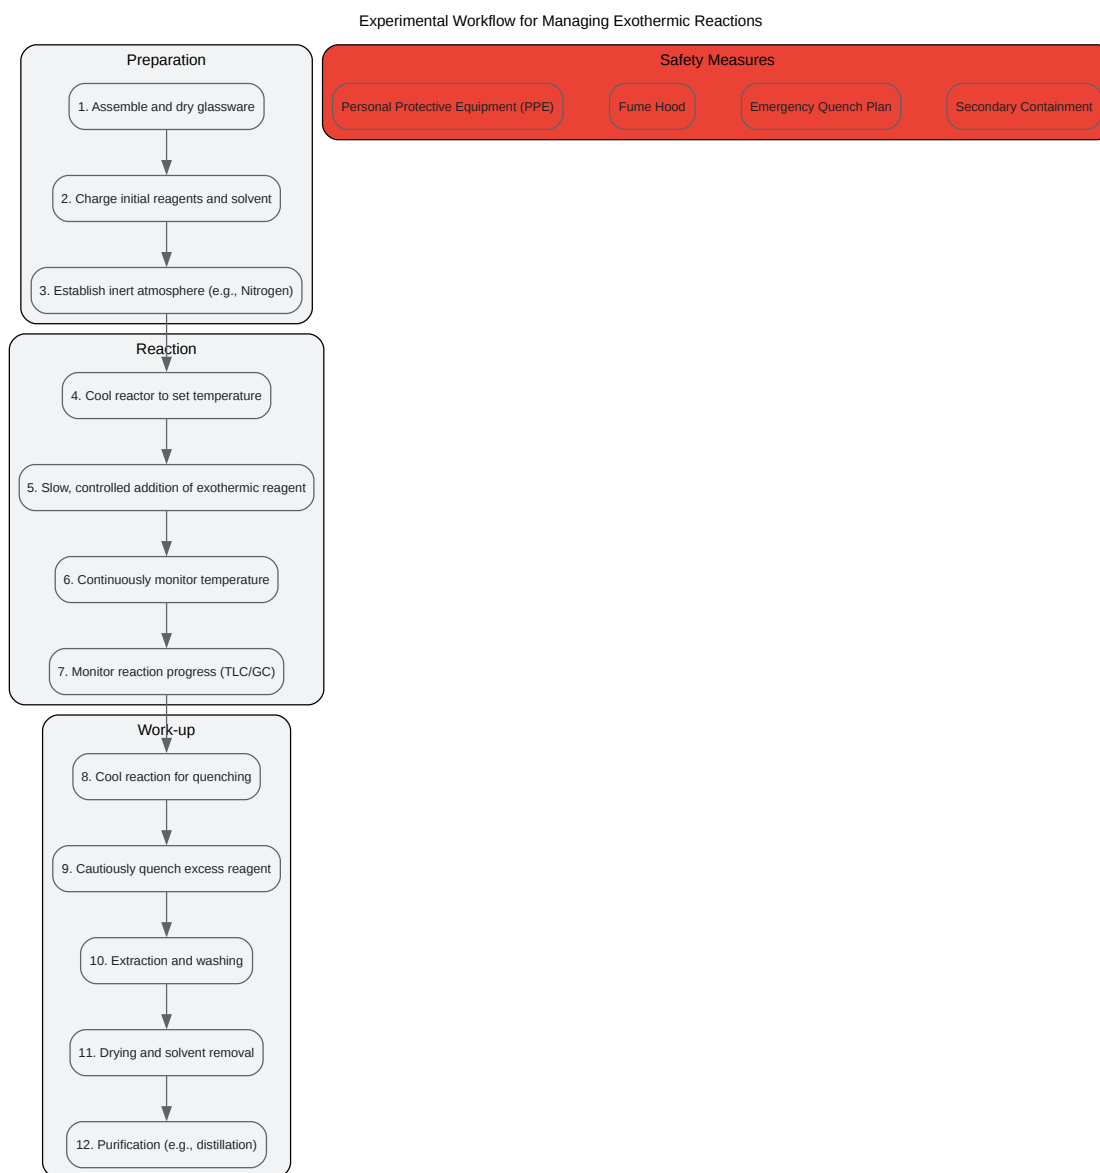 Experimental Workflow for Managing Exothermic Reactions
Preparation
1. Assemble and dry glassware
2. Charge initial reagents and solvent
3. Establish inert atmosphere (e.g., Nitrogen)
Reaction
4. Cool reactor to set temperature
5. Slow, controlled addition of exothermic reagent
6. Continuously monitor temperature
7. Monitor reaction progress (TLC/GC)
Work-up
8. Cool reaction for quenching
9. Cautiously quench excess reagent
10. Extraction and washing
11. Drying and solvent removal
12. Purification (e.g., distillation)
Safety Measures
Personal Protective Equipment (PPE)
Fume Hood
Emergency Quench Plan
Secondary Containment